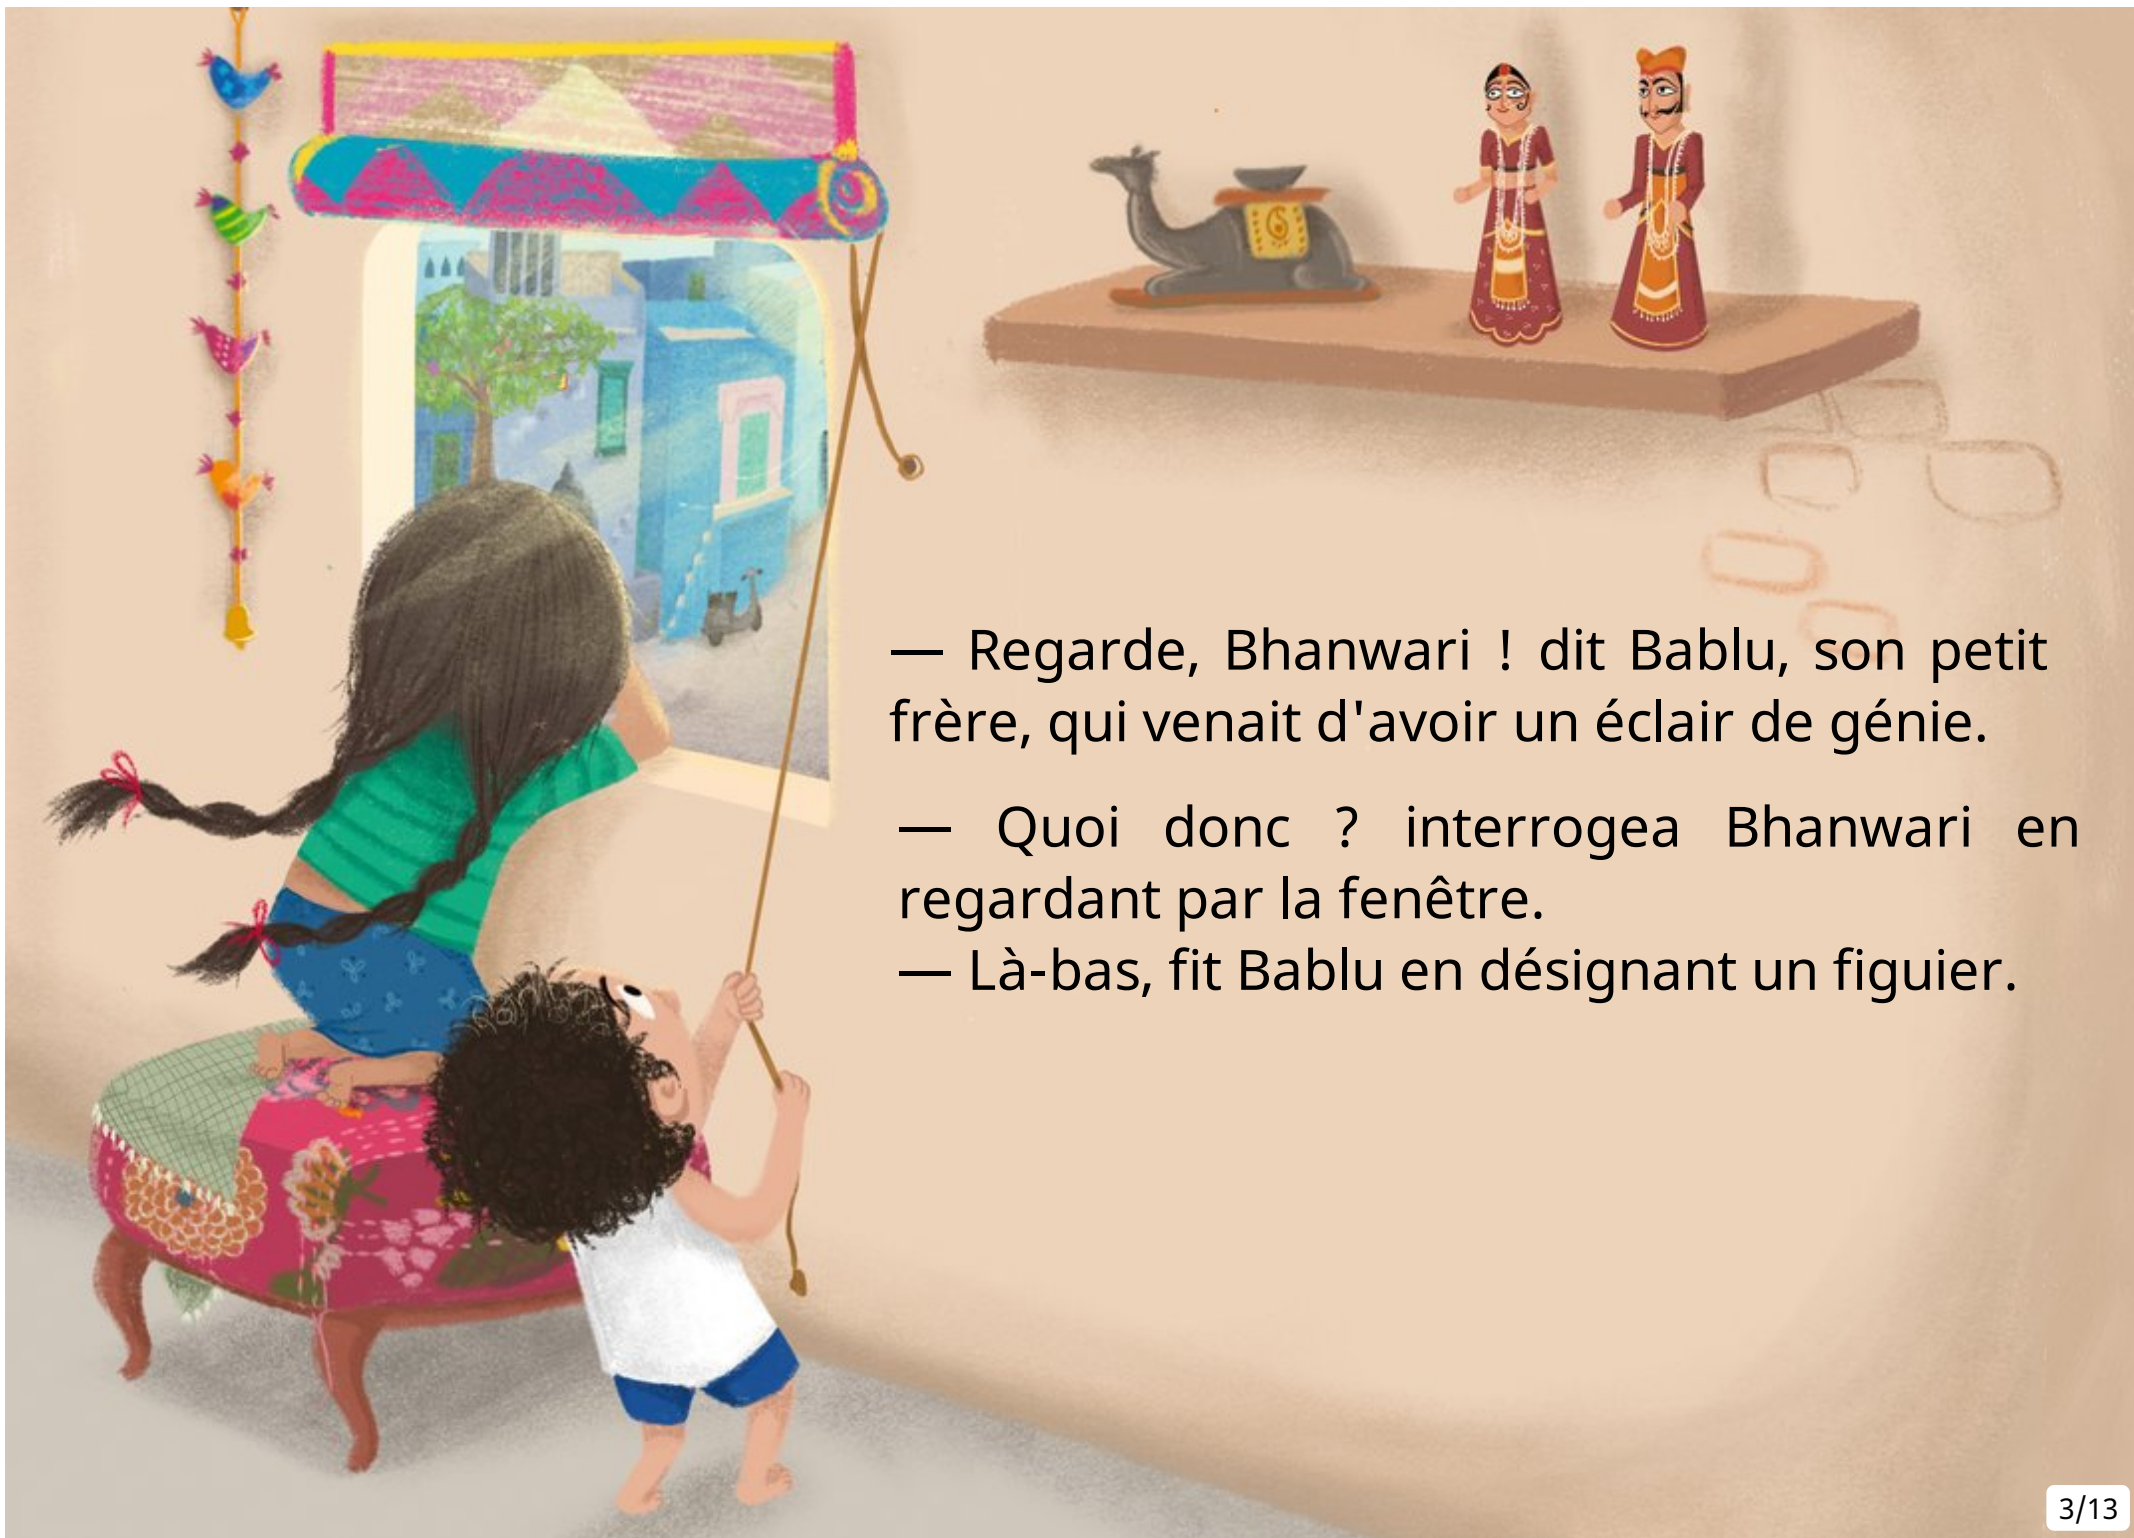 — Regarde, Bhanwari ! dit Bablu, son petit
frère, qui venait d'avoir un éclair de génie.
— Quoi donc ? interrogea Bhanwari en
regardant par la fenêtre.
— Là-bas, fit Bablu en désignant un figuier.
3/13